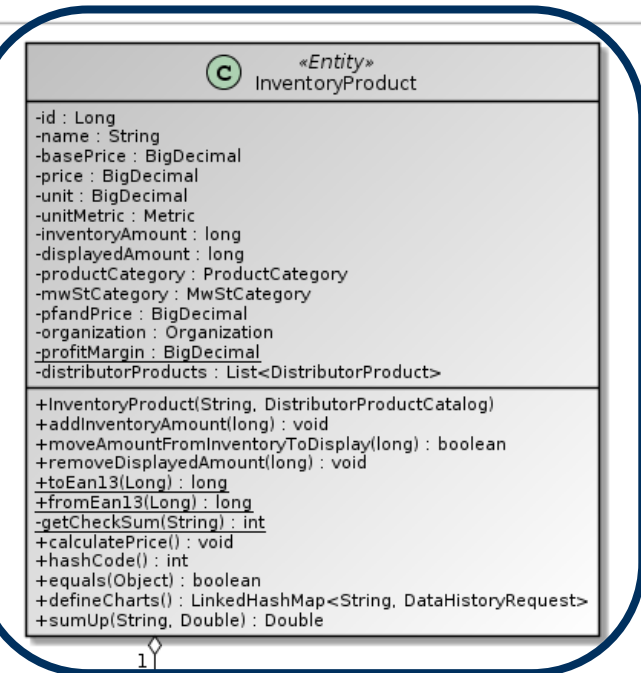 C
«Entity»
InventoryProduct
-id : Long
-name : String
-basePrice : BigDecimal
-price : BigDecimal
-unit : BigDecimal
-unitMetric : Metric
-inventoryAmount : long
-displayedAmount : long
-productCategory : ProductCategory
-mwStCategory : MwStCategory
-pfandPrice : BigDecimal
-organization : Organization
-profitMargin : BigDecimal
-distributorProducts : List<DistributorProduct>
+InventoryProduct(String, DistributorProductCatalog)
+addInventoryAmount(long) : void
+moveAmountFromInventoryToDisplay(long) : boolean
+removeDisplayedAmount(long) : void
+toEan13(Long) : long
+fromEan13(Long) : long
-getCheckSum(String) : int
+calculatePrice() : void
+hashCode() : int
+equals(Object) : boolean
+defineCharts() : LinkedHashMap<String, DataHistoryRequest>
+sumUp(String, Double) : Double
1